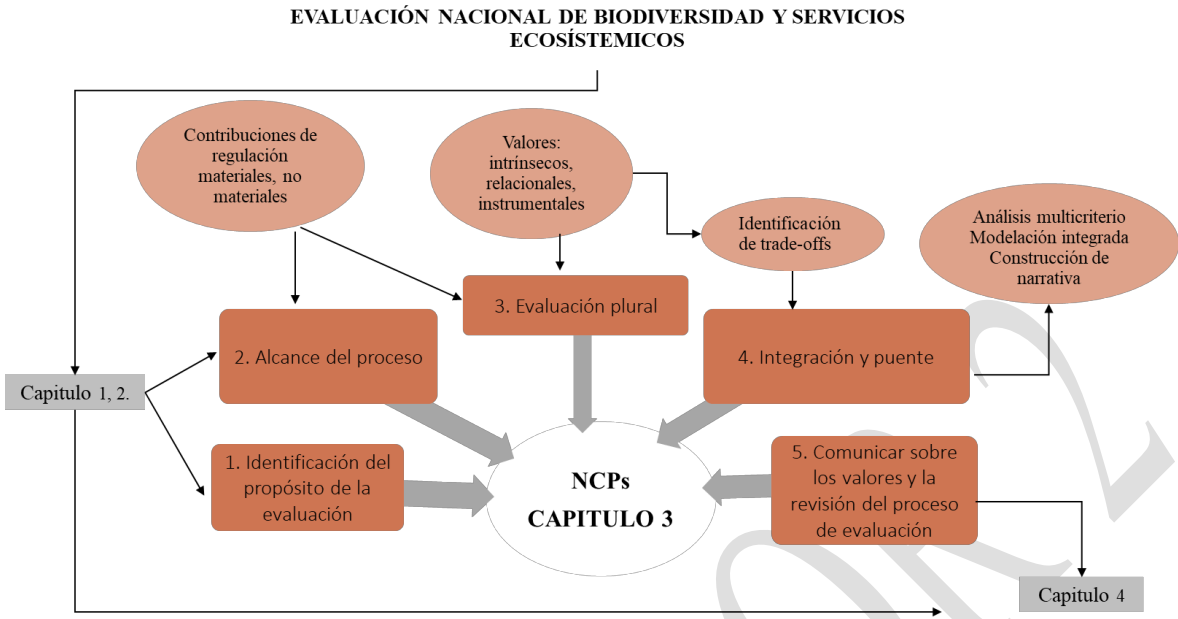 EVALUACIÓN NACIONAL DE BIODIVERSIDAD Y SERVICIOS
ECOSÍSTEMICOS
Contribuciones de
regulación
materiales, no
materiales
Valores:
intrínsecos,
relacionales,
instrumentales
Identificación
de trade-offs
Análisis multicriterio
Modelación integrada
Construcción de
narrativa
3. Evaluación plural
2. Alcance del proceso
4. Integración y puente
Capitulo 1, 2.
1. Identificación del
propósito de la
evaluación
NCPs
CAPITULO 3
5. Comunicar sobre
los valores y la
revisión del proceso
de evaluación
Capitulo 4